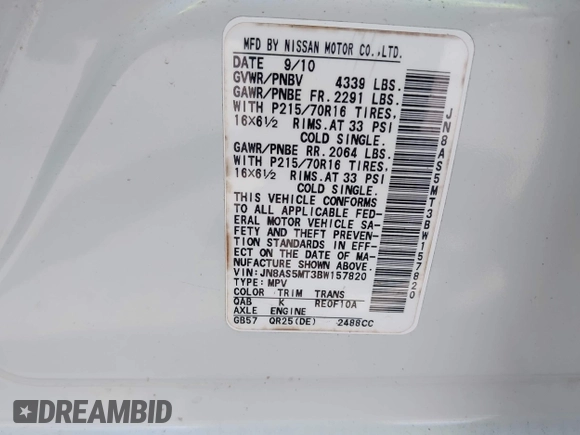 MFD BY NISSAN MOTOR CO.,LTD.
DATE 9/10
GVWR/PNBV 4339 LBS.
GAWR/PNBE FR. 2291 LBS.
WITH P215/70R16 TIRES,
16X6½ RIMS. AT 33 PSI
COLD SINGLE.
GAWR/PNBE RR. 2064 LBS.
WITH P215/70R16 TIRES,
16X6½ RIMS. AT 33 PSI
COLD SINGLE.
THIS VEHICLE CONFORMS
TO ALL APPLICABLE FED-
ERAL MOTOR VEHICLE SA-
FETY AND THEFT PREVEN-
TION STANDARDS IN EFF-
ECT ON THE DATE OF MA-
NUFACTURE SHOWN ABOVE.
VIN: JN8AS5MT3BW157820
TYPE: MPV
COLOR TRIM TRANS
QAB K RE0F10A
AXLE ENGINE
GB57 QR25(DE) 2488CC
JN8AS5MT3BW157820
DREAMBID